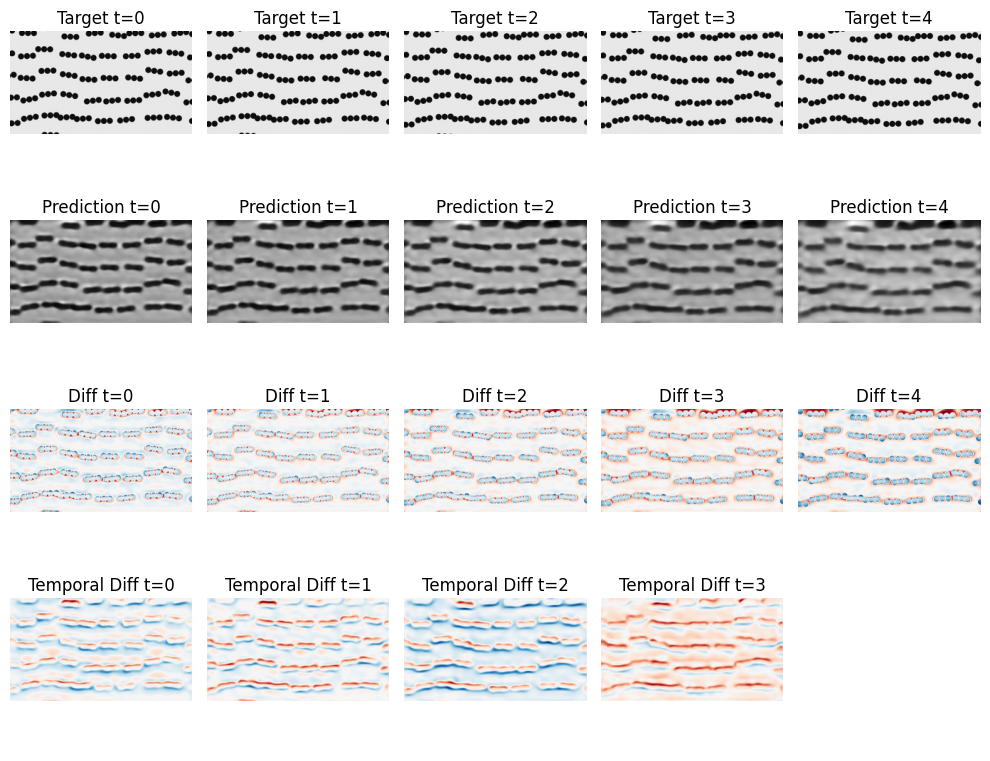 Target t=0 Target t=1 Target t=2 Target t=3 Target t=4
Prediction t=0 Prediction t=1 Prediction t=2 Prediction t=3 Prediction t=4
Diff t=0 Diff t=1 Diff t=2 Diff t=3 Diff t=4
Temporal Diff t=0 Temporal Diff t=1 Temporal Diff t=2 Temporal Diff t=3